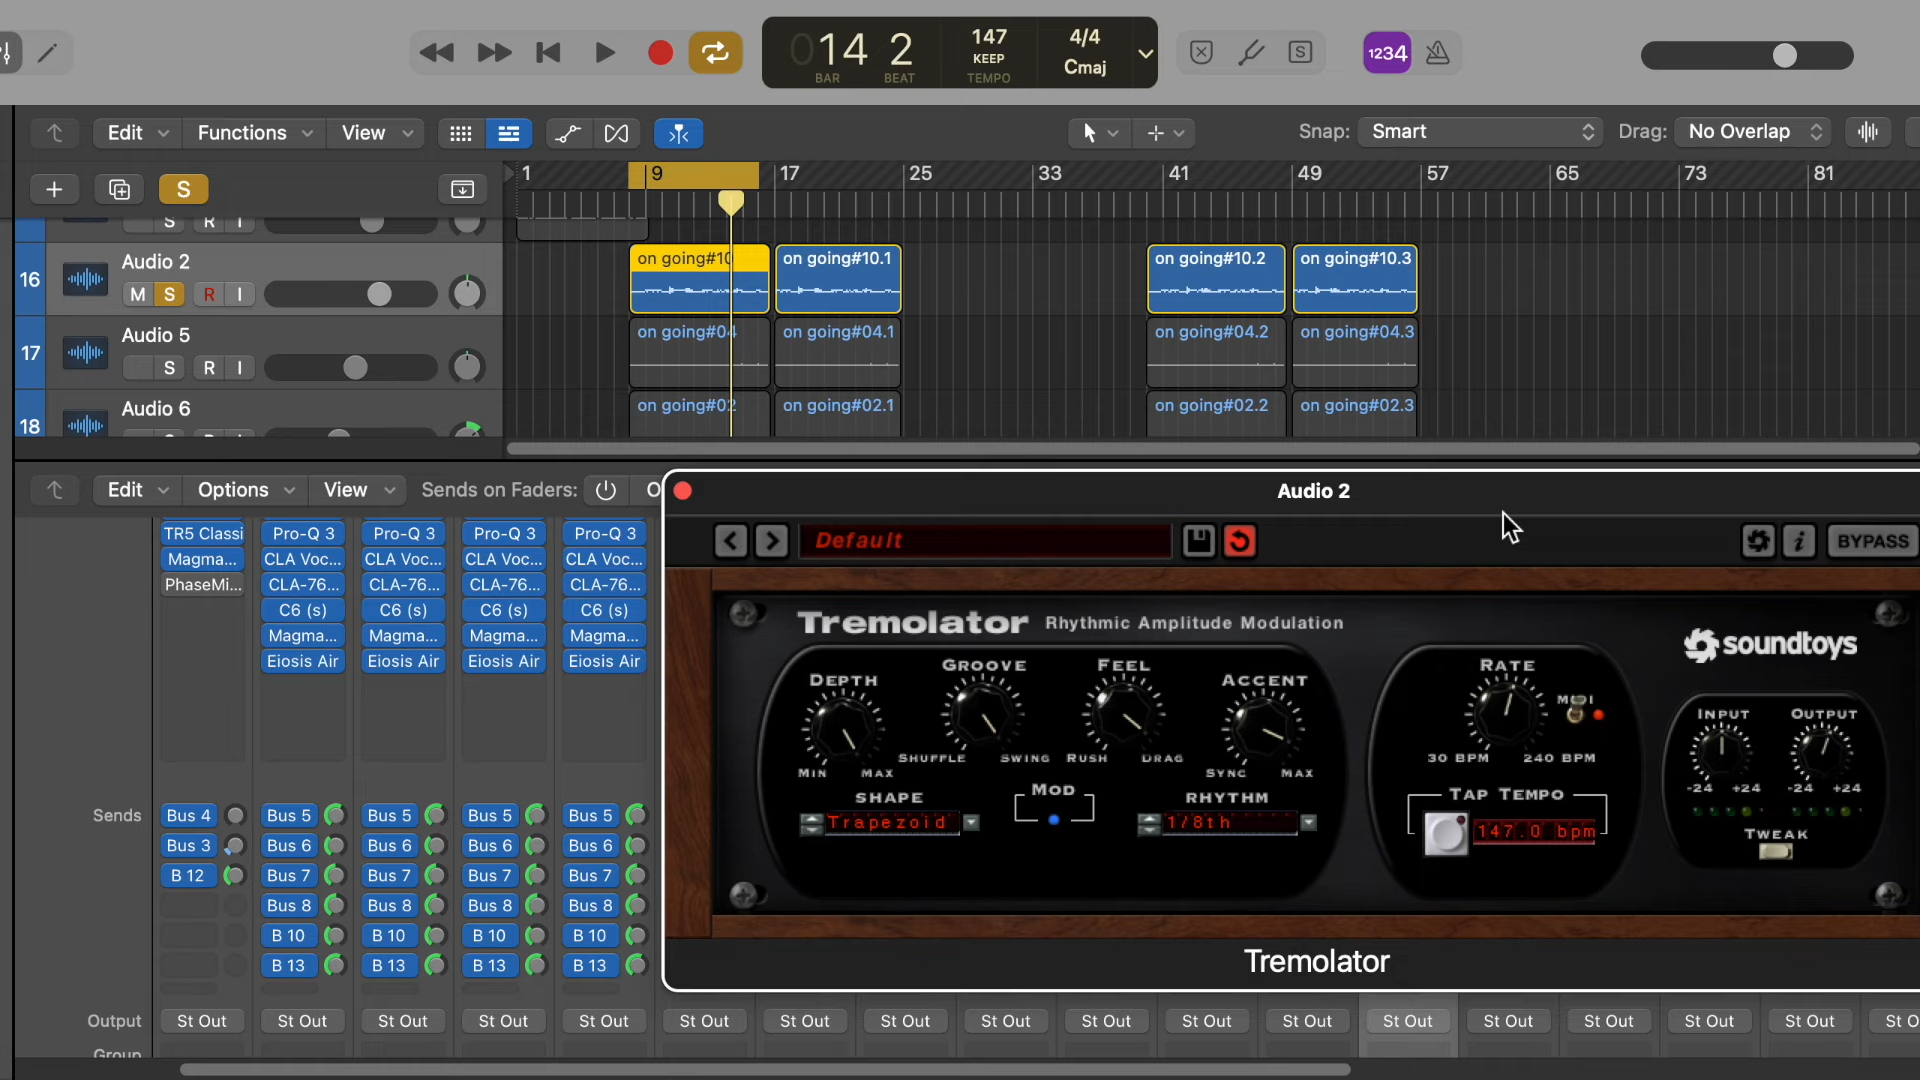 014 2
BAR BEAT
147
KEEP
TEMPO
4/4
Cmaj
S
1234
Edit Functions View
Snap: Smart
Drag: No Overlap
S
1 9 17 25 33 41 49 57 65 73 81
S R I
16
Audio 2
M S R I
on going#10
on going#10.1
on going#10.2
on going#10.3
17
Audio 5
S R I
on going#04
on going#04.1
on going#04.2
on going#04.3
18
Audio 6
on going#02
on going#02.1
on going#02.2
on going#02.3
Edit Options View Sends on Faders:
Audio 2
Default
i
BYPASS
TR5 Classi Pro-Q 3 Pro-Q 3 Pro-Q 3 Pro-Q 3
Magma... CLA Voc... CLA Voc... CLA Voc... CLA Voc...
PhaseMi... CLA-76... CLA-76... CLA-76... CLA-76...
C6 (s) C6 (s) C6 (s) C6 (s)
Magma... Magma... Magma... Magma...
Eiosis Air Eiosis Air Eiosis Air Eiosis Air
Tremolator Rhythmic Amplitude Modulation
soundtoys
DEPTH GROOVE FEEL ACCENT
MIN MAX SHUFFLE SWING RUSH DRAG SYNC MAX
SHAPE
Trapezoid
MOD
RHYTHM
1/8th
RATE
MIDI
30 BPM 240 BPM
TAP TEMPO
147.0 bpm
INPUT OUTPUT
-24 +24 -24 +24
TWEAK
Tremolator
Sends Bus 4 Bus 5 Bus 5 Bus 5 Bus 5
Bus 3 Bus 6 Bus 6 Bus 6 Bus 6
B 12 Bus 7 Bus 7 Bus 7 Bus 7
Bus 8 Bus 8 Bus 8 Bus 8
B 10 B 10 B 10 B 10
B 13 B 13 B 13 B 13
Output St Out St Out St Out St Out St Out St Out St Out St Out St Out St Out St Out St Out St Out St Out St Out St Out St Out St O
Group